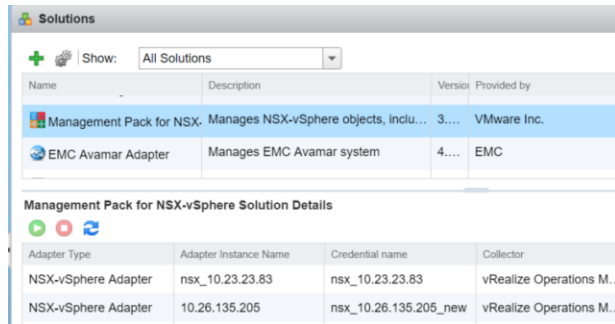 Solutions
Show: All Solutions
Name Description Version Provided by
Management Pack for NSX- Manages NSX-vSphere objects, inclu... 3.... VMware Inc.
EMC Avamar Adapter Manages EMC Avamar system 4.... EMC
Management Pack for NSX-vSphere Solution Details
Adapter Type Adapter Instance Name Credential name Collector
NSX-vSphere Adapter nsx_10.23.23.83 nsx_10.23.23.83 vRealize Operations M...
NSX-vSphere Adapter 10.26.135.205 nsx_10.26.135.205_new vRealize Operations M...